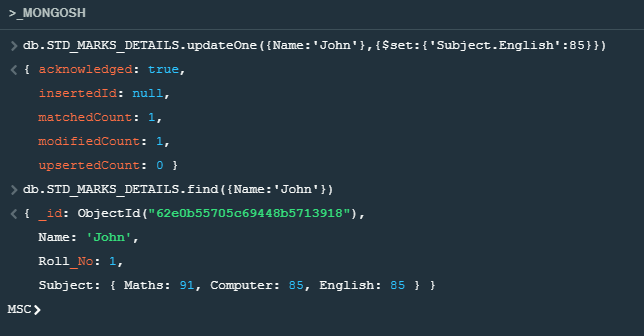 >_MONGOSH
> db.STD_MARKS_DETAILS.updateOne({Name:'John'},{$set:{'Subject.English':85}})
< { acknowledged: true,
insertedId: null,
matchedCount: 1,
modifiedCount: 1,
upsertedCount: 0 }
> db.STD_MARKS_DETAILS.find({Name:'John'})
< { _id: ObjectId("62e0b55705c69448b5713918"),
Name: 'John',
Roll_No: 1,
Subject: { Maths: 91, Computer: 85, English: 85 } }
MSC>